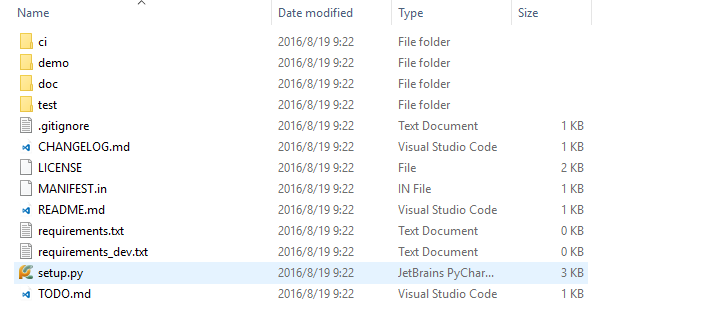 Name Date modified Type Size
ci 2016/8/19 9:22 File folder
demo 2016/8/19 9:22 File folder
doc 2016/8/19 9:22 File folder
test 2016/8/19 9:22 File folder
.gitignore 2016/8/19 9:22 Text Document 1 KB
CHANGELOG.md 2016/8/19 9:22 Visual Studio Code 1 KB
LICENSE 2016/8/19 9:22 File 2 KB
MANIFEST.in 2016/8/19 9:22 IN File 1 KB
README.md 2016/8/19 9:22 Visual Studio Code 1 KB
requirements.txt 2016/8/19 9:22 Text Document 0 KB
requirements_dev.txt 2016/8/19 9:22 Text Document 0 KB
setup.py 2016/8/19 9:22 JetBrains PyChar... 3 KB
TODO.md 2016/8/19 9:22 Visual Studio Code 1 KB